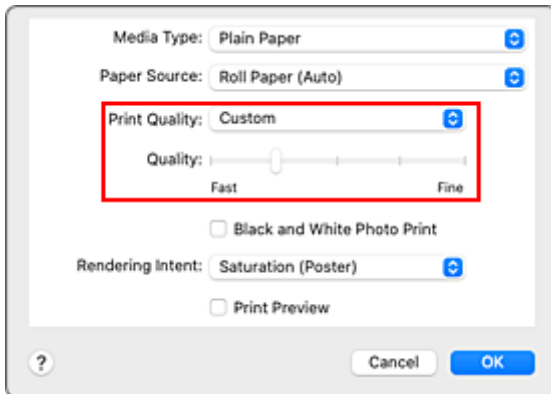 Media Type: Plain Paper
Paper Source: Roll Paper (Auto)
Print Quality: Custom
Quality:
Fast Fine
Black and White Photo Print
Rendering Intent: Saturation (Poster)
Print Preview
? Cancel OK